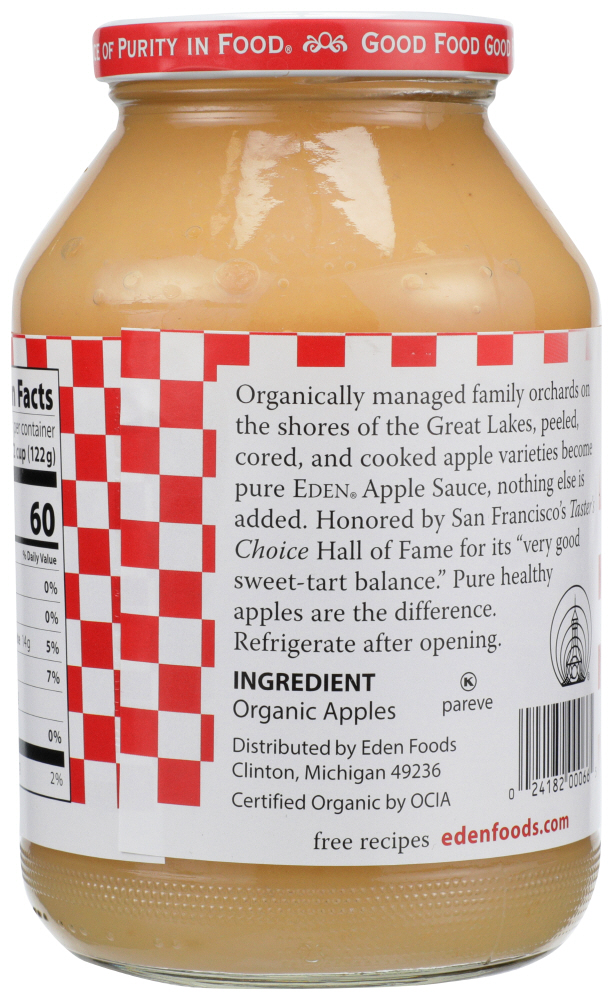 OF PURITY IN FOOD® GOOD FOOD GOOD
Facts
container
cup (122g)
60
% Daily Value
0%
0%
14g 5%
7%
0%
2%
Organically managed family orchards on
the shores of the Great Lakes, peeled,
cored, and cooked apple varieties become
pure EDEN® Apple Sauce, nothing else is
added. Honored by San Francisco's Taster's
Choice Hall of Fame for its "very good
sweet-tart balance." Pure healthy
apples are the difference.
Refrigerate after opening.
INGREDIENT
Organic Apples
K
pareve
Distributed by Eden Foods
Clinton, Michigan 49236
Certified Organic by OCIA
0 24182 00066
free recipes edenfoods.com